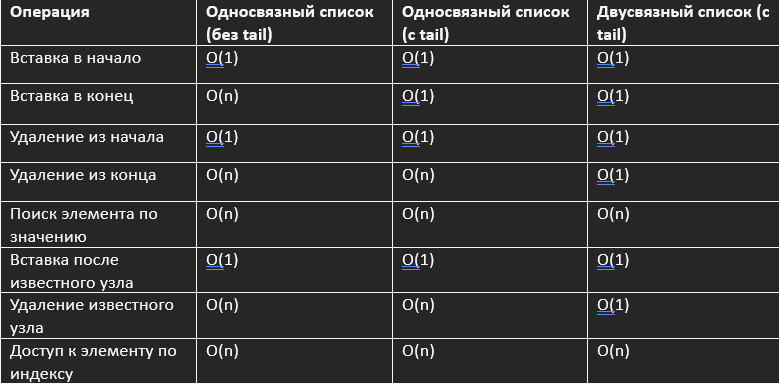 Операция Односвязный список Односвязный список Двусвязный список (с
(без tail) (с tail) tail)
Вставка в начало O(1) O(1) O(1)
Вставка в конец O(n) O(1) O(1)
Удаление из начала O(1) O(1) O(1)
Удаление из конца O(n) O(n) O(1)
Поиск элемента по O(n) O(n) O(n)
значению
Вставка после O(1) O(1) O(1)
известного узла
Удаление известного O(n) O(n) O(1)
узла
Доступ к элементу по O(n) O(n) O(n)
индексу